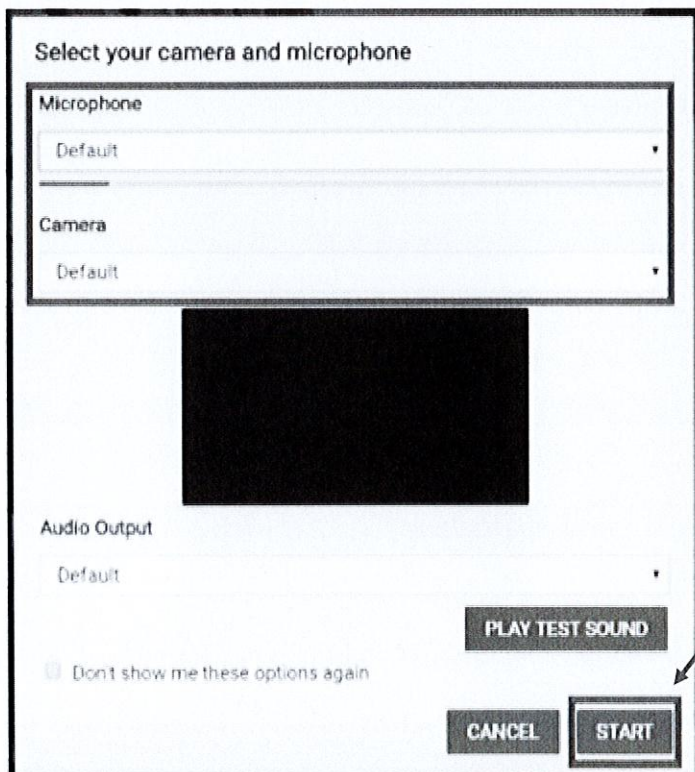 Select your camera and microphone
Microphone
Default
Camera
Default
Audio Output
Default
PLAY TEST SOUND
Don't show me these options again
CANCEL START